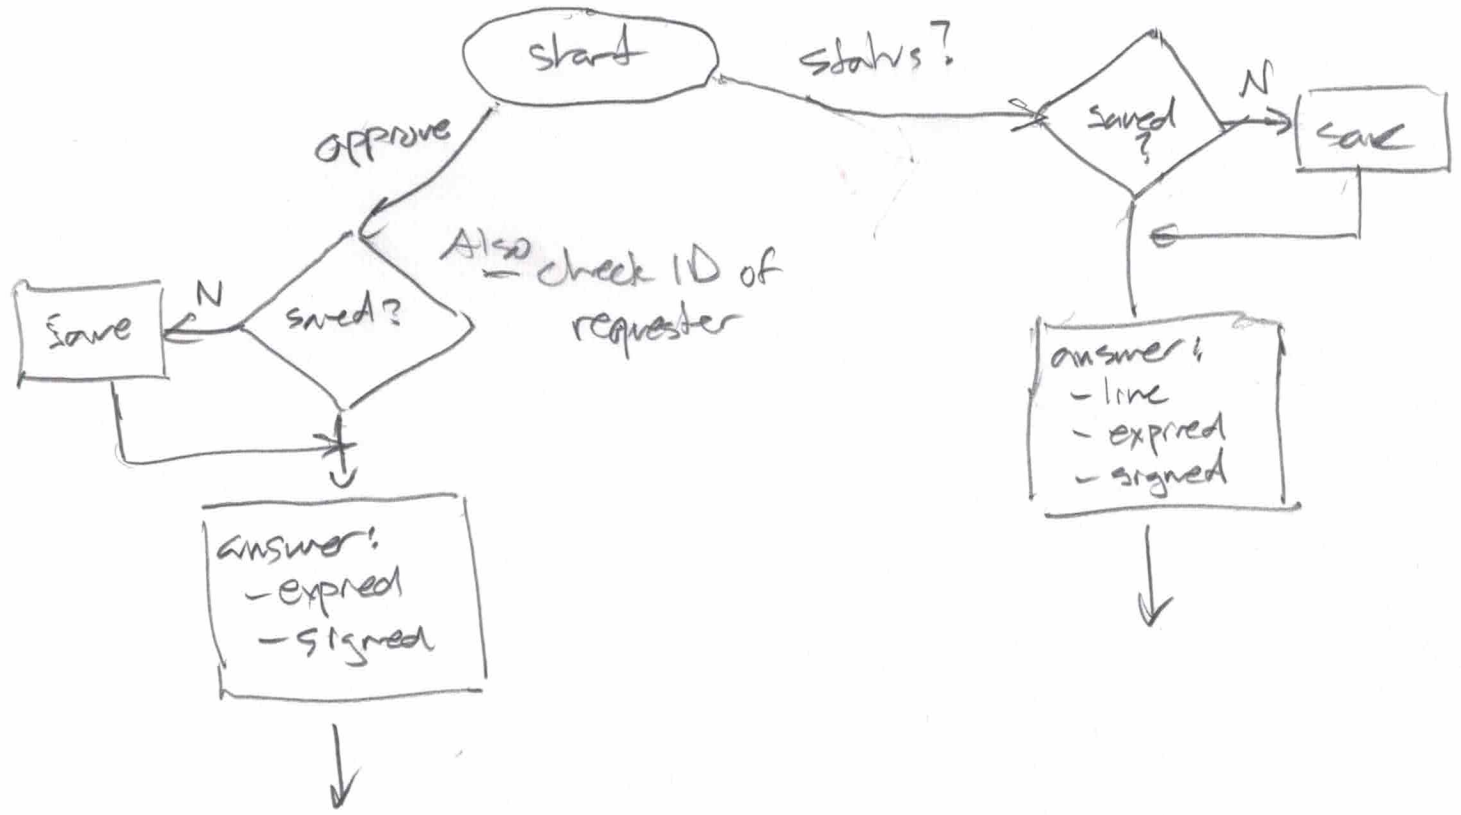 start
status?
approve
saved
?
N
save
Also check ID of
requester
N
saved?
save
answer:
- live
- expired
- signed
answer:
- expired
- signed